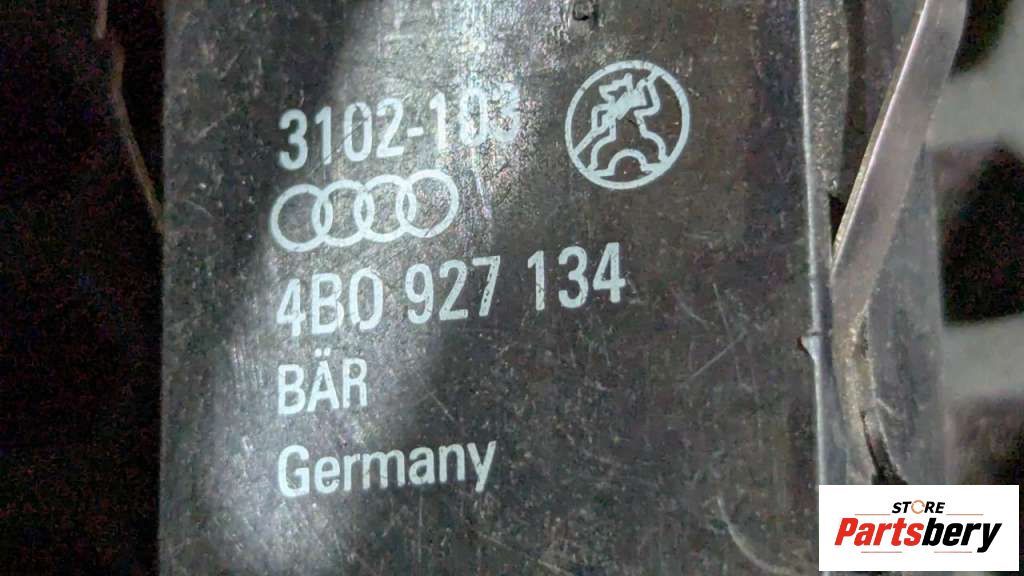 3102-103
4B0 927 134
BÄR
Germany
STORE
Partsbery